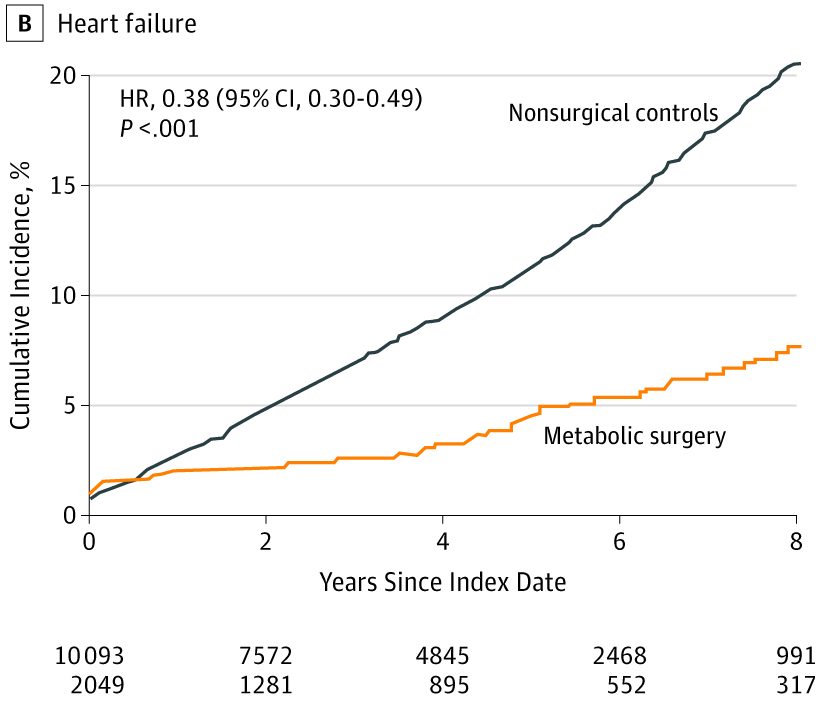 B Heart failure
20
15
10
5
0
Cumulative Incidence, %
HR, 0.38 (95% CI, 0.30-0.49)
P <.001
Nonsurgical controls
Metabolic surgery
0 2 4 6 8
Years Since Index Date
10 093 7572 4845 2468 991
2049 1281 895 552 317